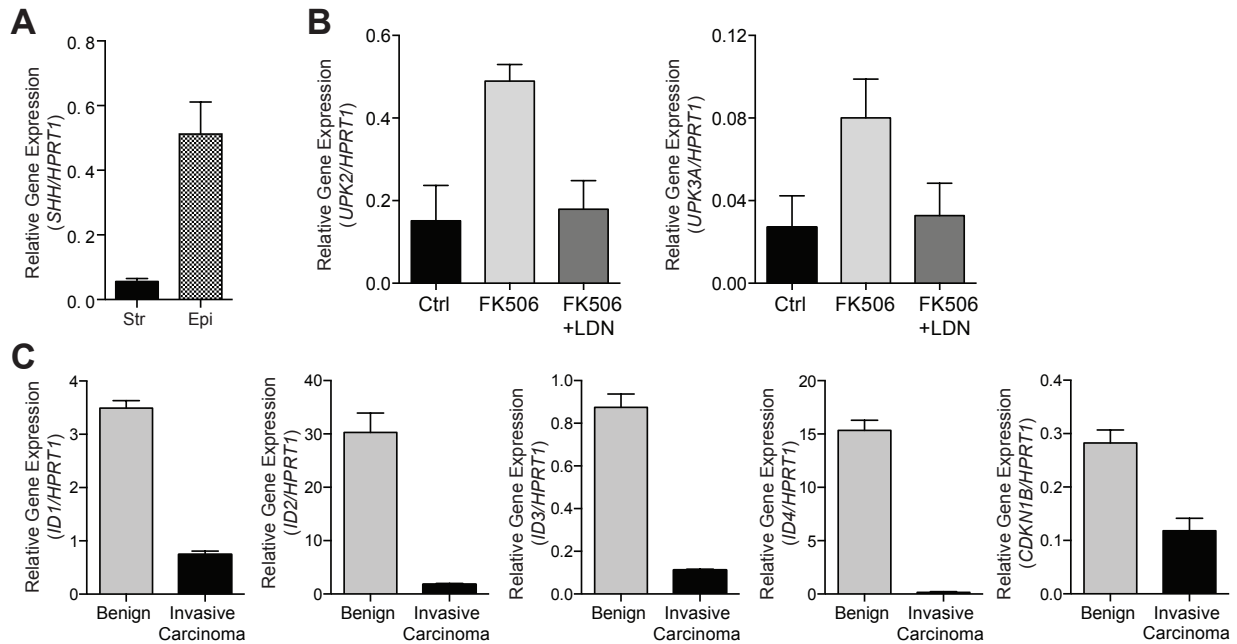 A
Relative Gene Expression
(SHH/HPRT1)
0. 8
0. 6
0. 4
0. 2
0. 0
Str
Epi
B
Relative Gene Expression
(UPK2/HPRT1)
0.6
0.4
0.2
0.0
Ctrl
FK506
FK506
+LDN
Relative Gene Expression
(UPK3A/HPRT1)
0.12
0.08
0.04
0.00
Ctrl
FK506
FK506
+LDN
C
Relative Gene Expression
(ID1/HPRT1)
4
3
2
1
0
Benign
Invasive
Carcinoma
Relative Gene Expression
(ID2/HPRT1)
40
30
20
10
0
Benign
Invasive
Carcinoma
Relative Gene Expression
(ID3/HPRT1)
1.0
0.8
0.6
0.4
0.2
0.0
Benign
Invasive
Carcinoma
Relative Gene Expression
(ID4/HPRT1)
20
15
10
5
0
Benign
Invasive
Carcinoma
Relative Gene Expression
(CDKN1B/HPRT1)
0.4
0.3
0.2
0.1
0.0
Benign
Invasive
Carcinoma